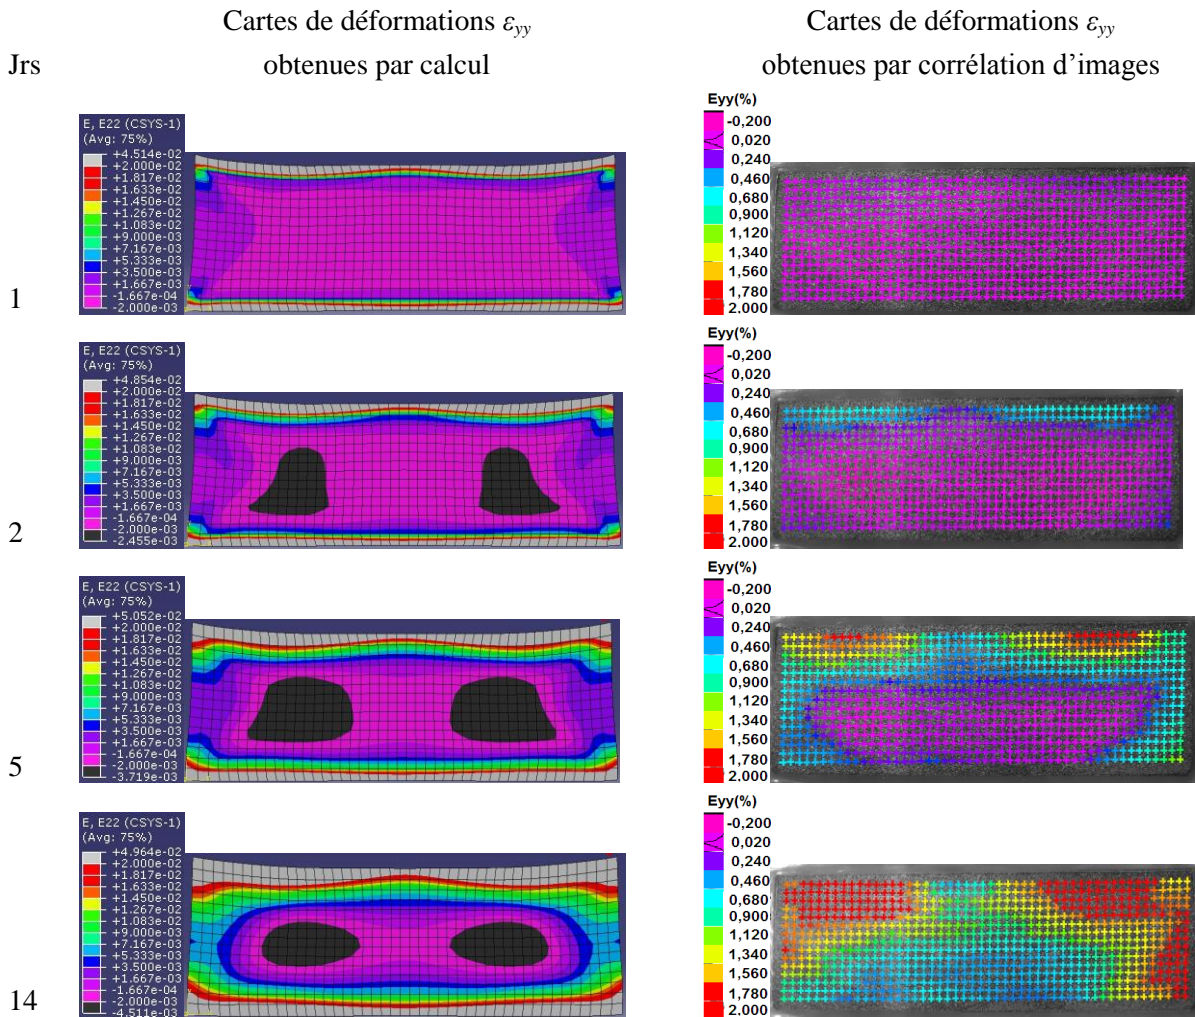 Cartes de déformations εyy
obtenues par calcul
Cartes de déformations εyy
obtenues par corrélation d’images
Jrs
1
E, E22 (CSYS-1)
(Avg: 75%)
+4.514e-02
+2.000e-02
+1.817e-02
+1.633e-02
+1.450e-02
+1.267e-02
+1.083e-02
+9.000e-03
+7.167e-03
+5.333e-03
+3.500e-03
+1.667e-03
-1.667e-04
-2.000e-03
Eyy(%)
-0,200
0,020
0,240
0,460
0,680
0,900
1,120
1.340
1.560
1,780
2.000
2
E, E22 (CSYS-1)
(Avg: 75%)
+4.854e-02
+2.000e-02
+1.817e-02
+1.633e-02
+1.450e-02
+1.267e-02
+1.083e-02
+9.000e-03
+7.167e-03
+5.333e-03
+3.500e-03
+1.667e-03
-1.667e-04
-2.000e-03
-2.455e-03
Eyy(%)
-0,200
0,020
0,240
0,460
0,680
0,900
1,120
1.340
1.560
1,780
2.000
5
E, E22 (CSYS-1)
(Avg: 75%)
+5.052e-02
+2.000e-02
+1.817e-02
+1.633e-02
+1.450e-02
+1.267e-02
+1.083e-02
+9.000e-03
+7.167e-03
+5.333e-03
+3.500e-03
+1.667e-03
-1.667e-04
-2.000e-03
-3.719e-03
Eyy(%)
-0,200
0,020
0,240
0,460
0,680
0,900
1,120
1.340
1,560
1,780
2.000
14
E, E22 (CSYS-1)
(Avg: 75%)
+4.964e-02
+2.000e-02
+1.817e-02
+1.633e-02
+1.450e-02
+1.267e-02
+1.083e-02
+9.000e-03
+7.167e-03
+5.333e-03
+3.500e-03
+1.667e-03
-1.667e-04
-2.000e-03
-4.511e-03
Eyy(%)
-0,200
0,020
0,240
0,460
0,680
0,900
1,120
1.340
1,560
1,780
2.000